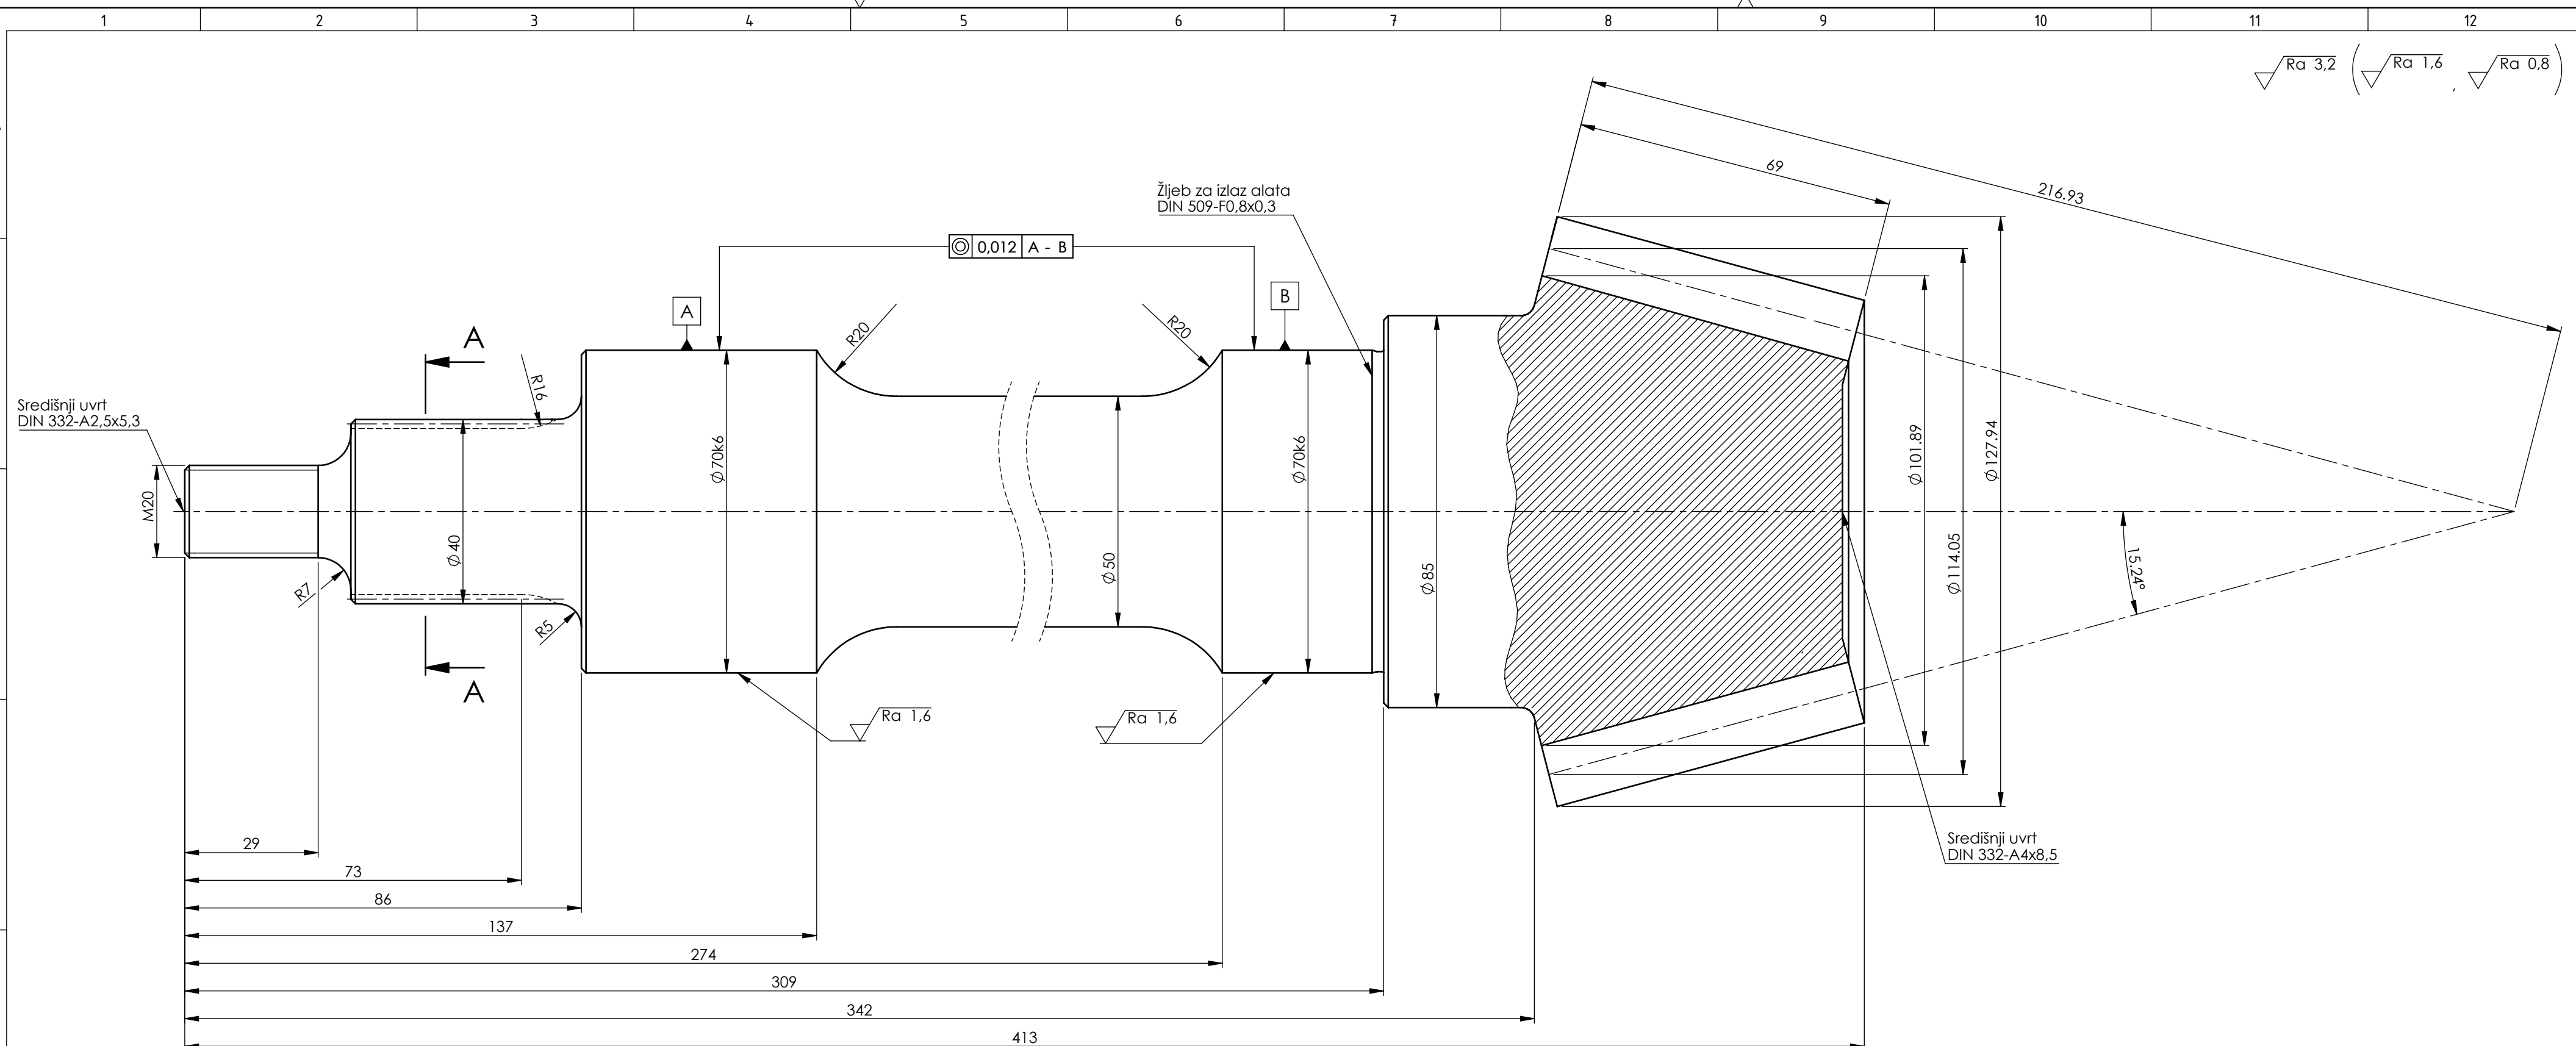 1 2 3 4 5 6 7 8 9 10 11 12
Ra 3,2 ( Ra 1,6 , Ra 0,8 )
216.93
69
Žljeb za izlaz alata
DIN 509-F0,8x0,3
0,012 A - B
A
B
R20
R20
A
R16
Središnji uvrt
DIN 332-A2,5x5,3
M20
Ø40
Ø70k6
Ø50
Ø70k6
Ø85
Ø101.89
Ø114.05
Ø127.94
15.24°
R7
R5
A
Ra 1,6
Ra 1,6
Središnji uvrt
DIN 332-A4x8,5
29
73
86
137
274
309
342
413